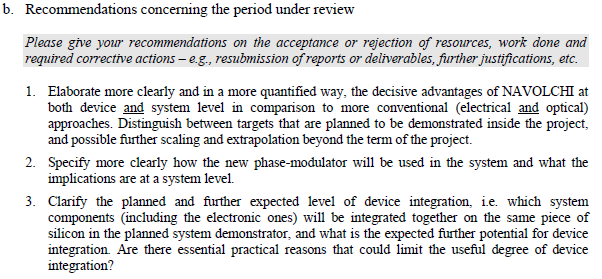 b. Recommendations concerning the period under review
Please give your recommendations on the acceptance or rejection of resources, work done and
required corrective actions – e.g., resubmission of reports or deliverables, further justifications, etc.
1. Elaborate more clearly and in a more quantified way, the decisive advantages of NAVOLCHI at
both device and system level in comparison to more conventional (electrical and optical)
approaches. Distinguish between targets that are planned to be demonstrated inside the project,
and possible further scaling and extrapolation beyond the term of the project.
2. Specify more clearly how the new phase-modulator will be used in the system and what the
implications are at a system level.
3. Clarify the planned and further expected level of device integration, i.e. which system
components (including the electronic ones) will be integrated together on the same piece of
silicon in the planned system demonstrator, and what is the expected further potential for device
integration. Are there essential practical reasons that could limit the useful degree of device
integration?